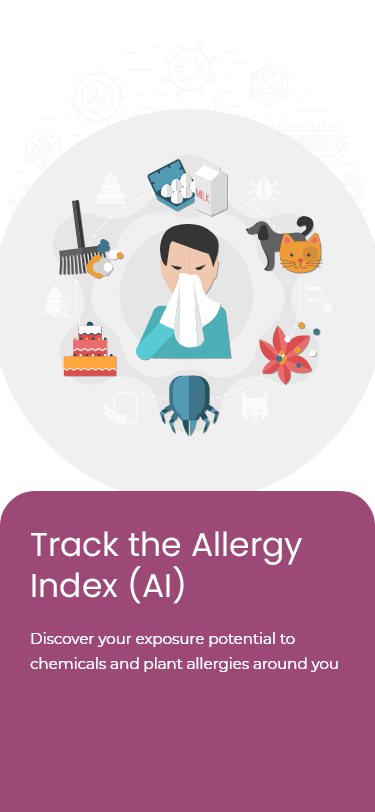 MILK
Track the Allergy
Index (AI)
Discover your exposure potential to
chemicals and plant allergies around you